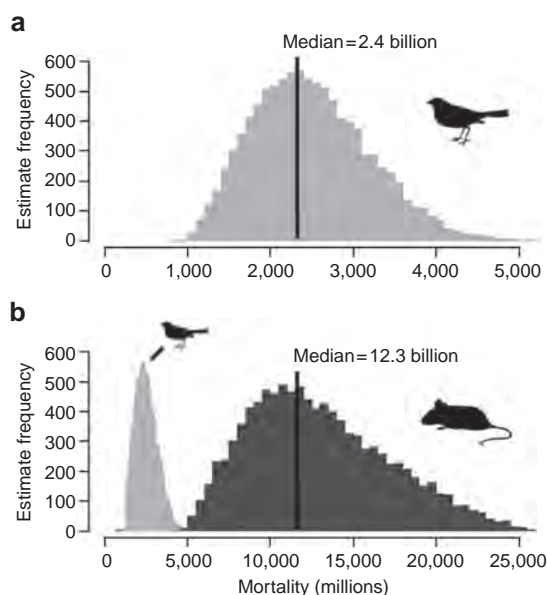 a
Median=2.4 billion
600
500
400
300
200
100
0
Estimate frequency
0 1,000 2,000 3,000 4,000 5,000
b
Median=12.3 billion
600
500
400
300
200
100
0
Estimate frequency
0 5,000 10,000 15,000 20,000 25,000
Mortality (millions)